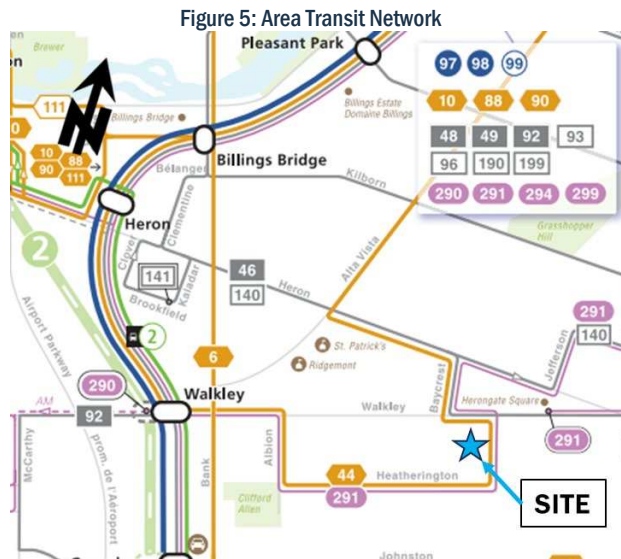 Figure 5: Area Transit Network
Brewer
Pleasant Park
97 98 99
111
Billings Bridge
Billings Estate
Domaine Billings
10 88 90
10 88
90 111
48 49 92 93
96 190 199
Bélanger
Billings Bridge
Kilborn
290 291 294 299
Heron
Clementine
Grasshopper
Hill
2
Clover
Kaladar
141
46
140
Heron
Alta Vista
Brookfield
Airport Parkway
2
291
140
St. Patrick's
Ridgemont
6
Jefferson
290
Walkley
Baycrest
Herongate Square
AM
92
Walkley
291
McCarthy
prom. de l'Aéroport
Bank
Albion
44
291
Heatherington
Clifford
Allen
SITE
Johnston